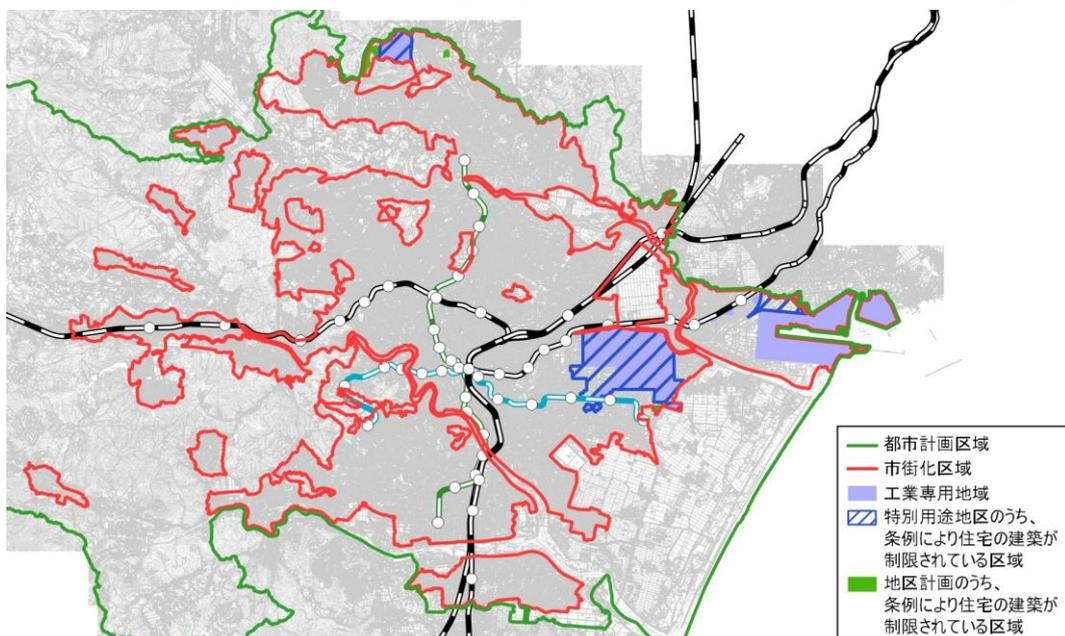 都市計画区域
市街化区域
工業専用地域
特別用途地区のうち、
条例により住宅の建築が
制限されている区域
地区計画のうち、
条例により住宅の建築が
制限されている区域